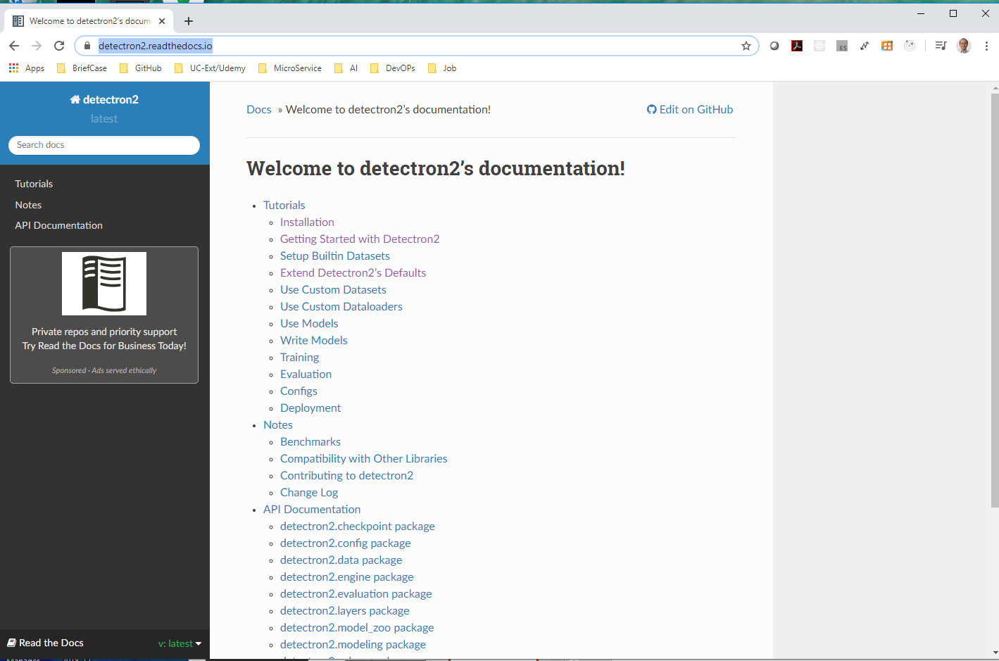 Welcome to detectron2's docum
detectron2.readthedocs.io
Apps BriefCase GitHub UC-Ext/Udemy MicroService AI DevOPs Job
detectron2
latest
Search docs
Tutorials
Notes
API Documentation
Private repos and priority support
Try Read the Docs for Business Today!
Sponsored · Ads served ethically
Read the Docs v: latest
Docs » Welcome to detectron2's documentation! Edit on GitHub
Welcome to detectron2's documentation!
Tutorials
Installation
Getting Started with Detectron2
Setup Builtin Datasets
Extend Detectron2's Defaults
Use Custom Datasets
Use Custom Dataloaders
Use Models
Write Models
Training
Evaluation
Configs
Deployment
Notes
Benchmarks
Compatibility with Other Libraries
Contributing to detectron2
Change Log
API Documentation
detectron2.checkpoint package
detectron2.config package
detectron2.data package
detectron2.engine package
detectron2.evaluation package
detectron2.layers package
detectron2.model_zoo package
detectron2.modeling package